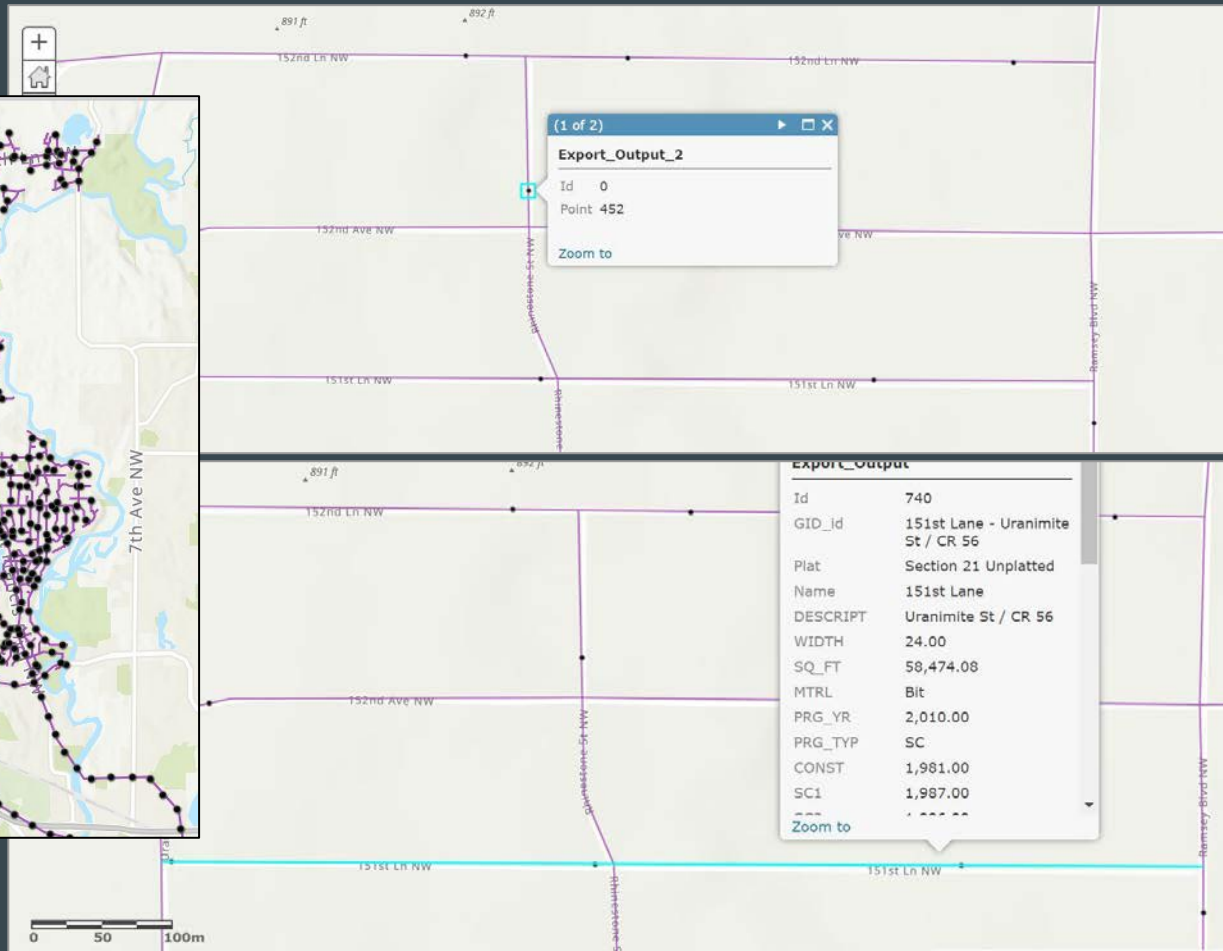 891 ft
892 ft
+
152nd Ln NW
152nd Ln NW
(1 of 2)
Export_Output_2
Id 0
Point 452
Zoom to
152nd Ave NW
ve NW
Rhinestone St NW
Ramsey Blvd NW
151st Ln NW
151st Ln NW
Rhinestone
7th Ave NW
891 ft
892 ft
152nd Ln NW
Export_Output
Id 740
GID_id 151st Lane - Uranimite
St / CR 56
Plat Section 21 Unplatted
Name 151st Lane
DESCRIPT Uranimite St / CR 56
WIDTH 24.00
SQ_FT 58,474.08
MTRL Bit
PRG_YR 2,010.00
PRG_TYP SC
CONST 1,981.00
SC1 1,987.00
Zoom to
152nd Ave NW
Rhinestone St NW
Ramsey Blvd NW
151st Ln NW
151st Ln NW
Rhinestone S
0 50 100m